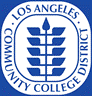 · LOS ANGELES ·
COMMUNITY COLLEGE DISTRICT